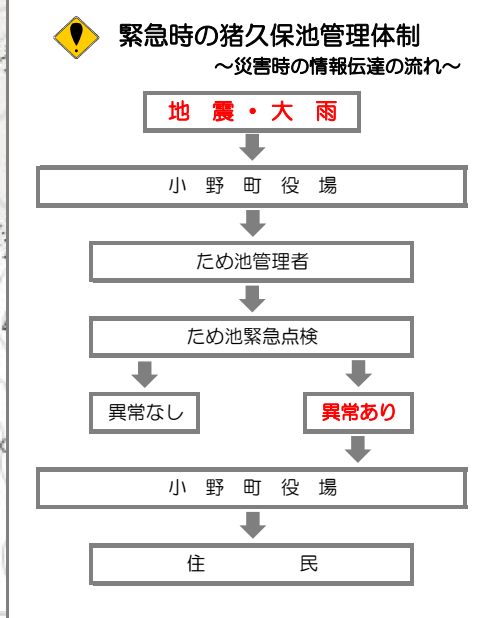 緊急時の猪久保池管理体制
～災害時の情報伝達の流れ～
地 震・大 雨
小 野 町 役 場
ため池管理者
ため池緊急点検
異常なし
異常あり
小 野 町 役 場
住 民